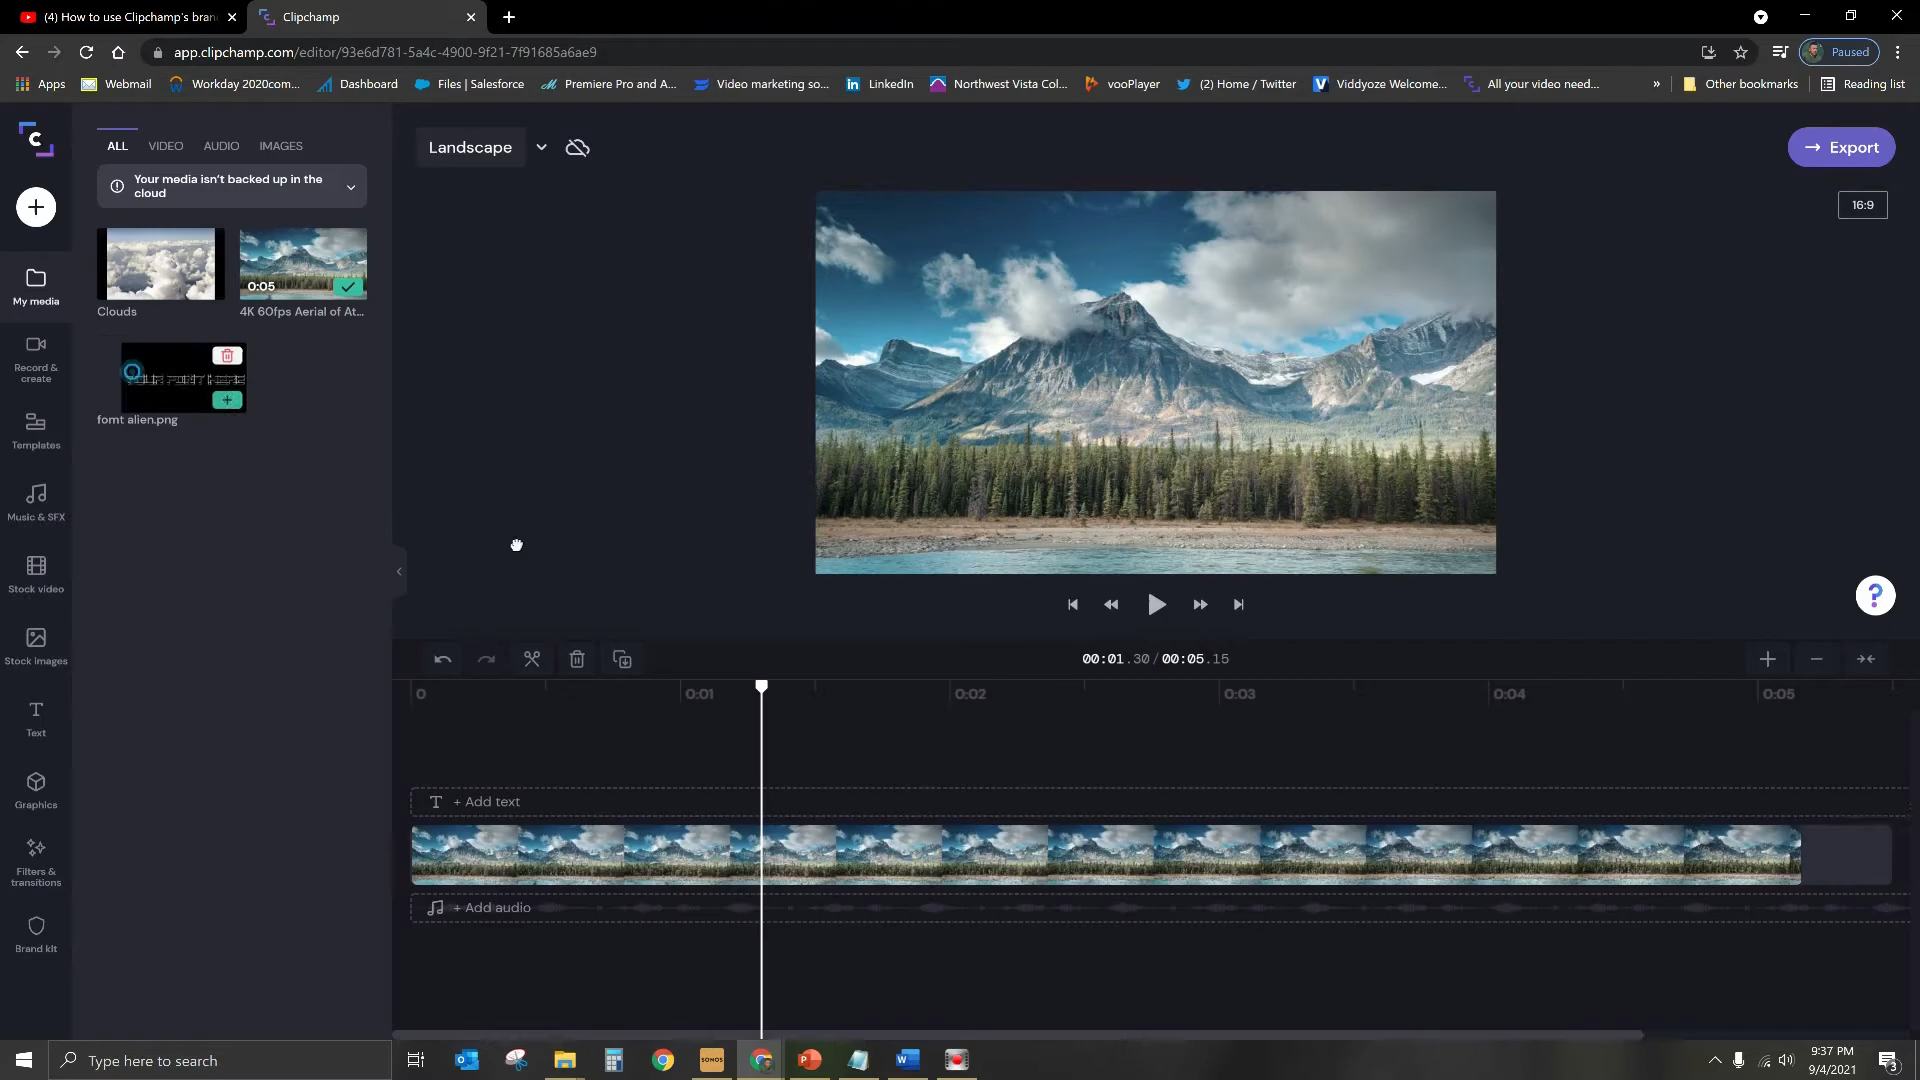 (4) How to use Clipchamp's bran
Clipchamp
app.clipchamp.com/editor/93e6d781-5a4c-4900-9f21-7f91685a6ae9
Paused
Apps
Webmail
Workday 2020com...
Dashboard
Files | Salesforce
Premiere Pro and A...
Video marketing so...
LinkedIn
Northwest Vista Col...
vooPlayer
(2) Home / Twitter
Viddyoze Welcome...
All your video need...
»
Other bookmarks
Reading list
ALL
VIDEO
AUDIO
IMAGES
Landscape
Export
Your media isn't backed up in the
cloud
16:9
0:05
Clouds
4K 60fps Aerial of At...
My media
YOUR FONT HERE
fomt alien.png
Record &
create
Templates
Music & SFX
Stock video
Stock images
Text
Graphics
Filters &
transitions
Brand kit
?
00:01.30/00:05.15
0
0:01
0:02
0:03
0:04
0:05
T + Add text
+ Add audio
Type here to search
SONOS
9:37 PM
9/4/2021
3